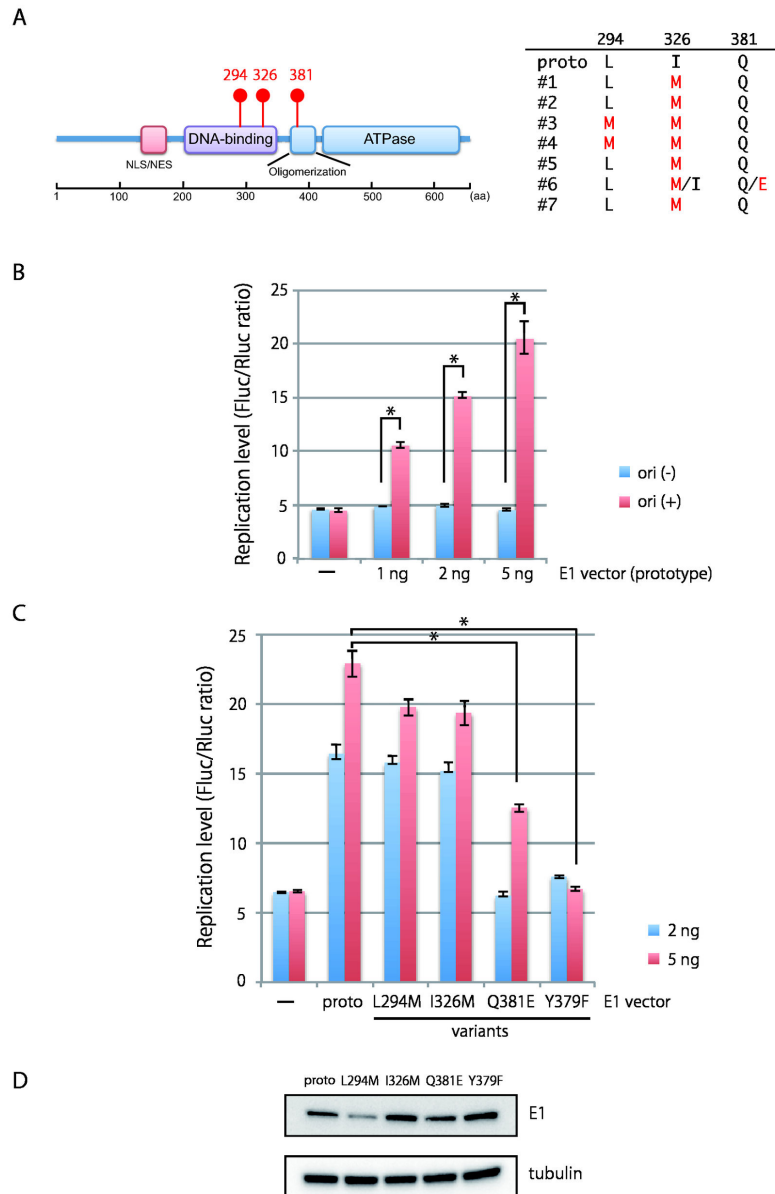 A
294 326 381
DNA-binding
ATPase
NLS/NES
Oligomerization
1 100 200 300 400 500 600 (aa)
294 326 381
proto L I Q
#1 L M Q
#2 L M Q
#3 M M Q
#4 M M Q
#5 L M Q
#6 L M/I Q/E
#7 L M Q
B
Replication level (Fluc/Rluc ratio)
25
20
15
10
5
0
* * *
ori (-)
ori (+)
— 1 ng 2 ng 5 ng E1 vector (prototype)
C
Replication level (Fluc/Rluc ratio)
25
20
15
10
5
0
*
*
2 ng
5 ng
— proto L294M I326M Q381E Y379F E1 vector
variants
D
proto L294M I326M Q381E Y379F
E1
tubulin